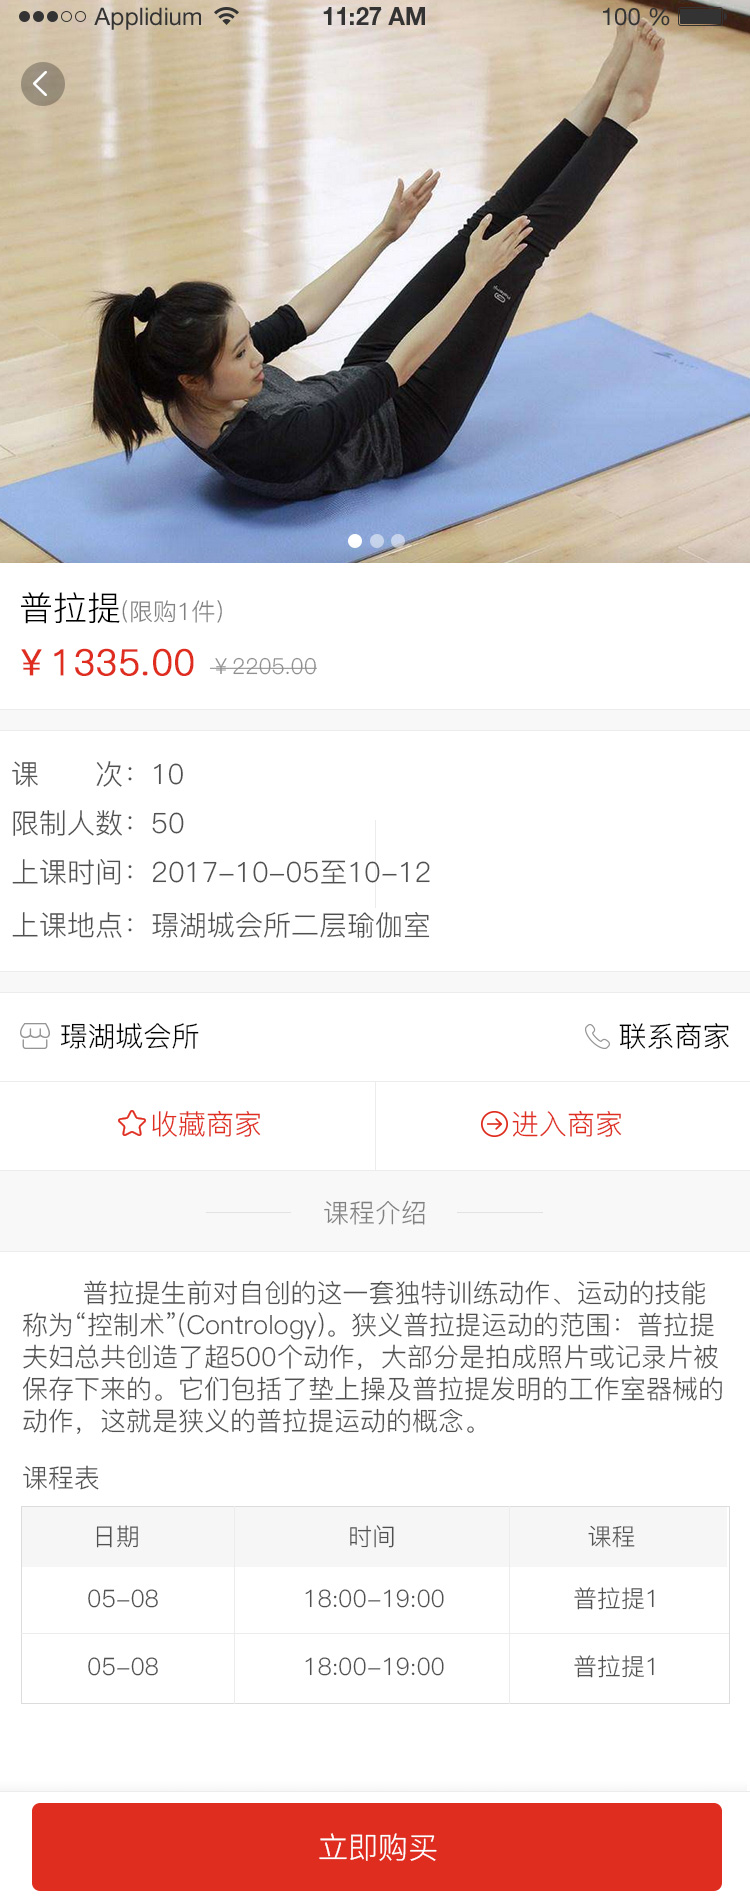 Applidium 11:27 AM 100 %
普拉提(限购1件)
¥1335.00 ¥2205.00
课 次：10
限制人数：50
上课时间：2017-10-05至10-12
上课地点：璟湖城会所二层瑜伽室
璟湖城会所 联系商家
收藏商家 进入商家
课程介绍
普拉提生前对自创的这一套独特训练动作、运动的技能
称为“控制术”(Contrology)。狭义普拉提运动的范围：普拉提
夫妇总共创造了超500个动作，大部分是拍成照片或记录片被
保存下来的。它们包括了垫上操及普拉提发明的工作室器械的
动作，这就是狭义的普拉提运动的概念。
课程表
日期 时间 课程
05-08 18:00-19:00 普拉提1
05-08 18:00-19:00 普拉提1
立即购买